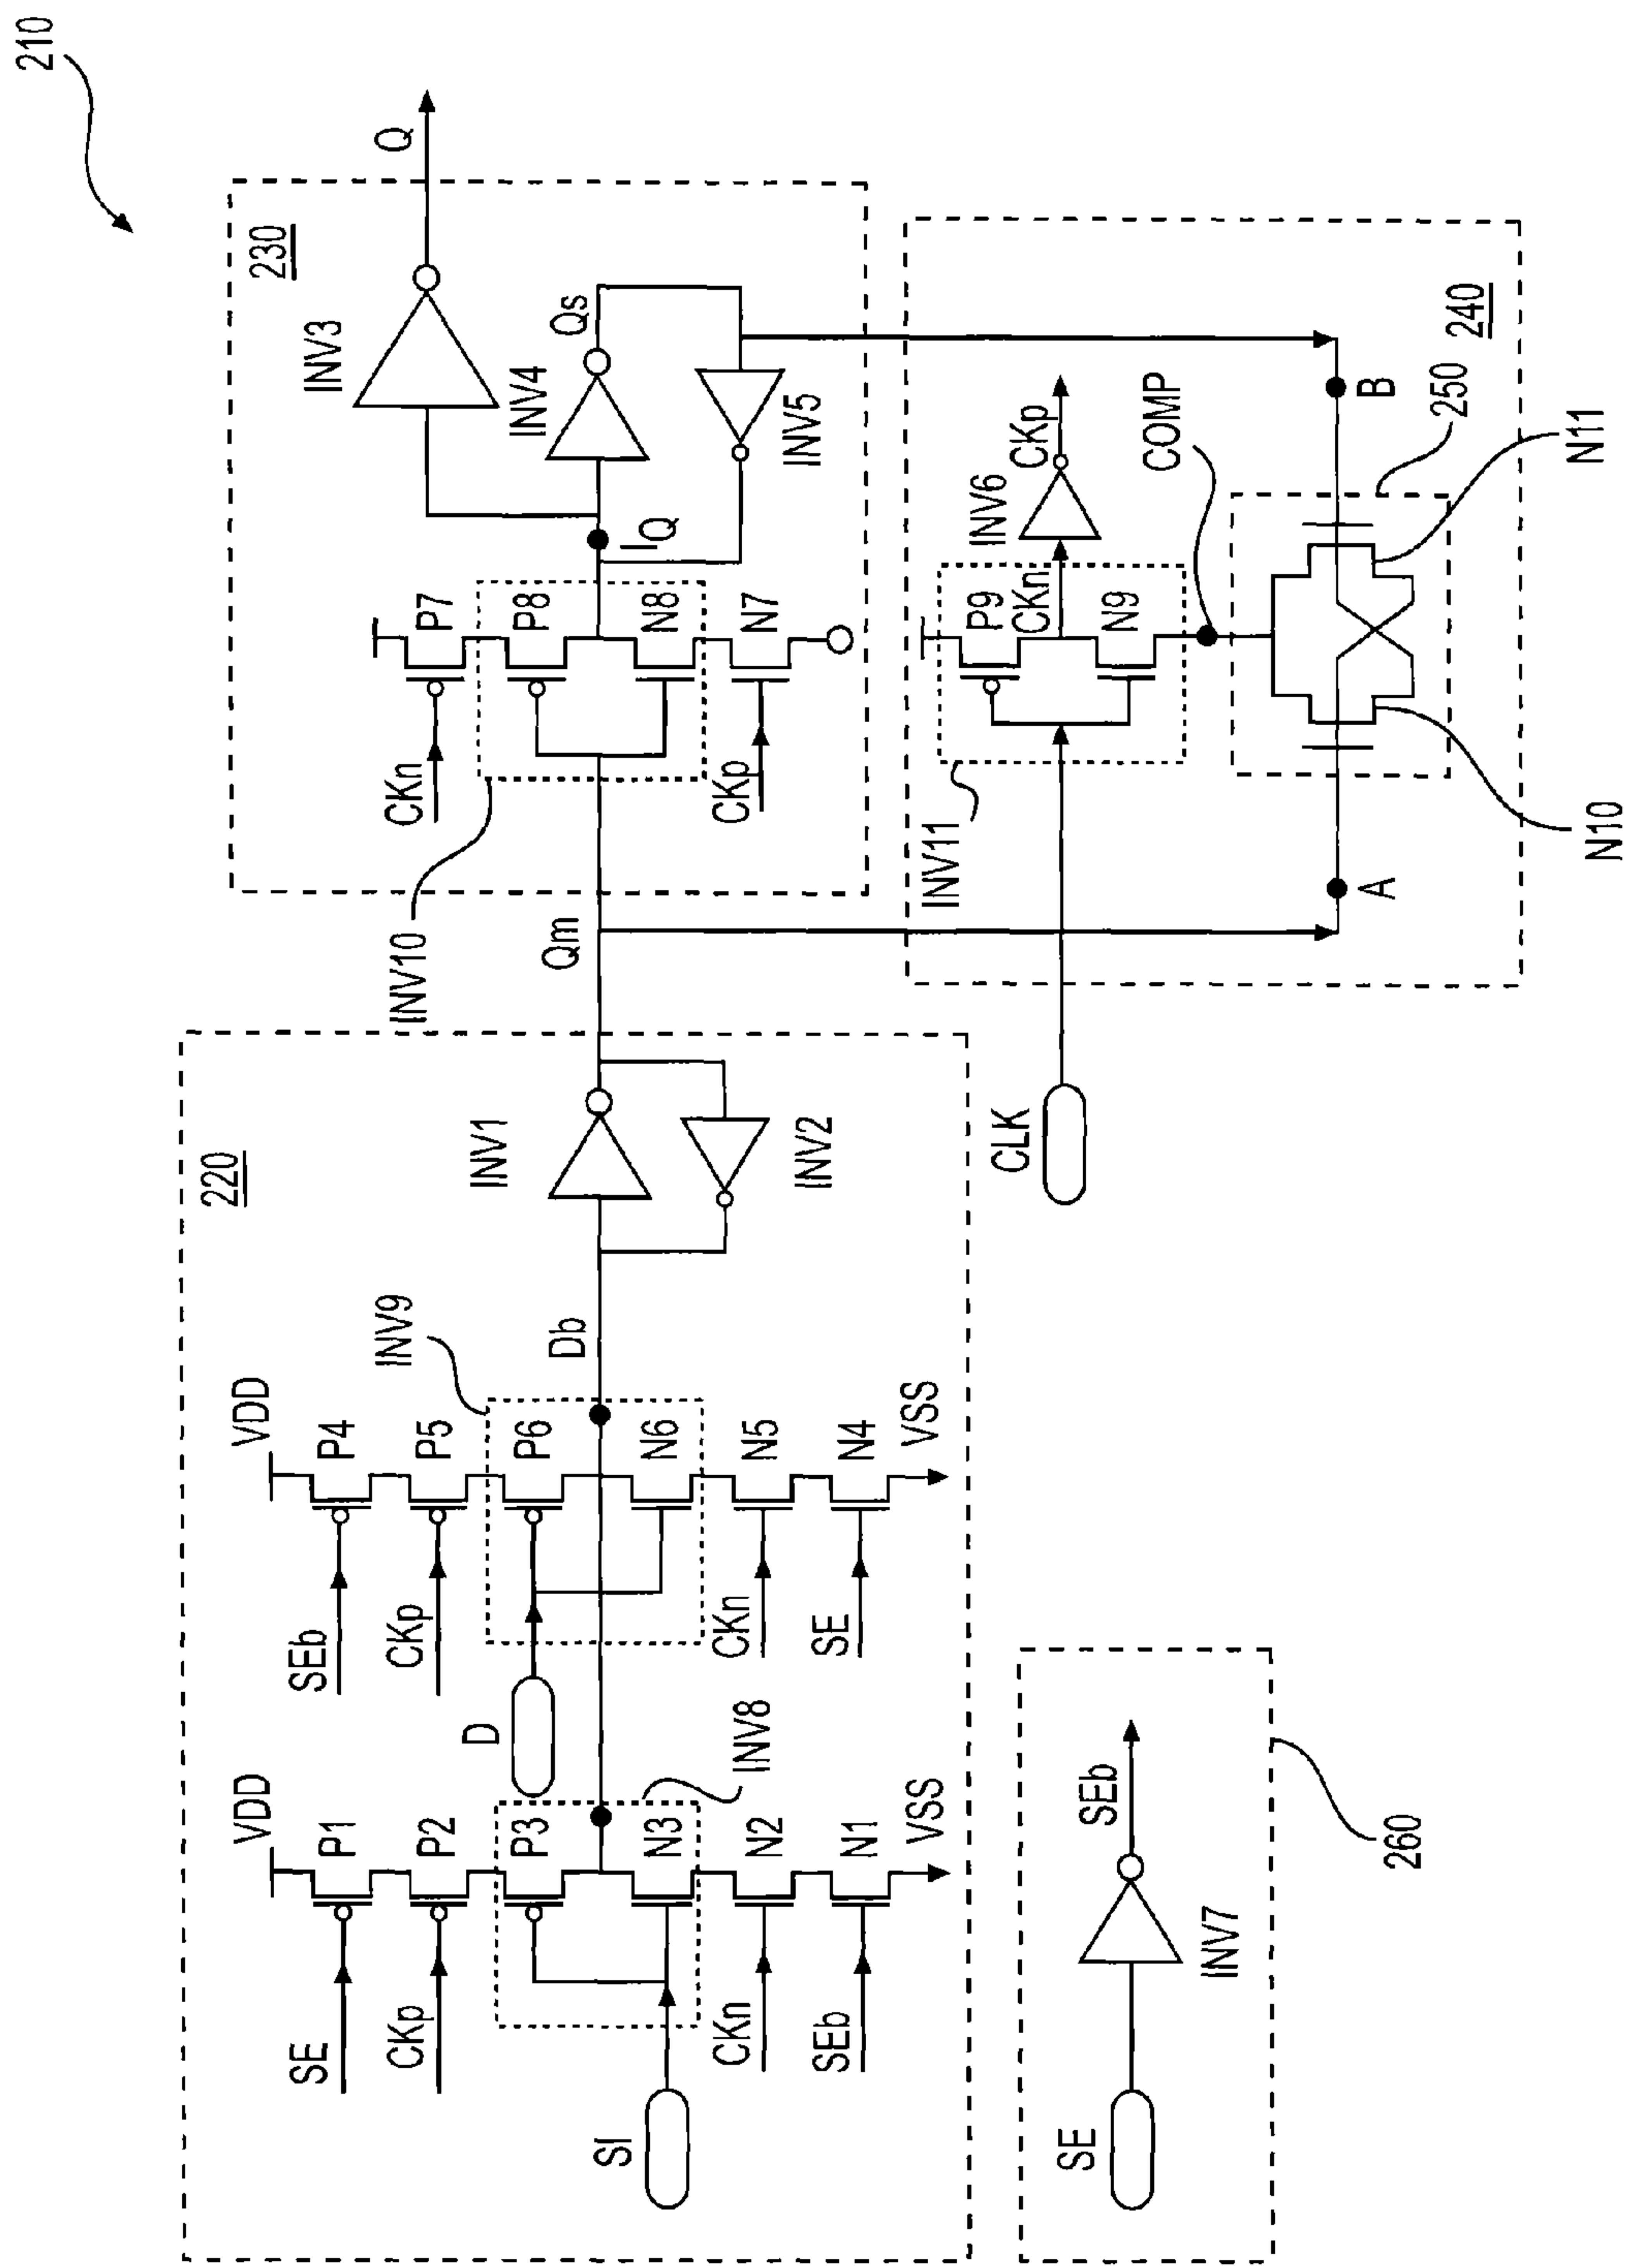 210
220
VDD
SE
P1
CKp
P2
P3
SI
N3
CKn
N2
SEb
N1
VSS
INV8
VDD
SEb
P4
CKp
P5
P6
D
N6
CKn
N5
SE
N4
VSS
INV9
Db
INV1
INV2
Qm
230
CKn
P7
P8
N8
CKp
N7
INV10
IQ
INV3
Q
INV4
Qs
INV5
240
CLK
INV11
P9
CKn
N9
INV6
CKp
COMP
A
B
250
N10
N11
SE
INV7
SEb
260